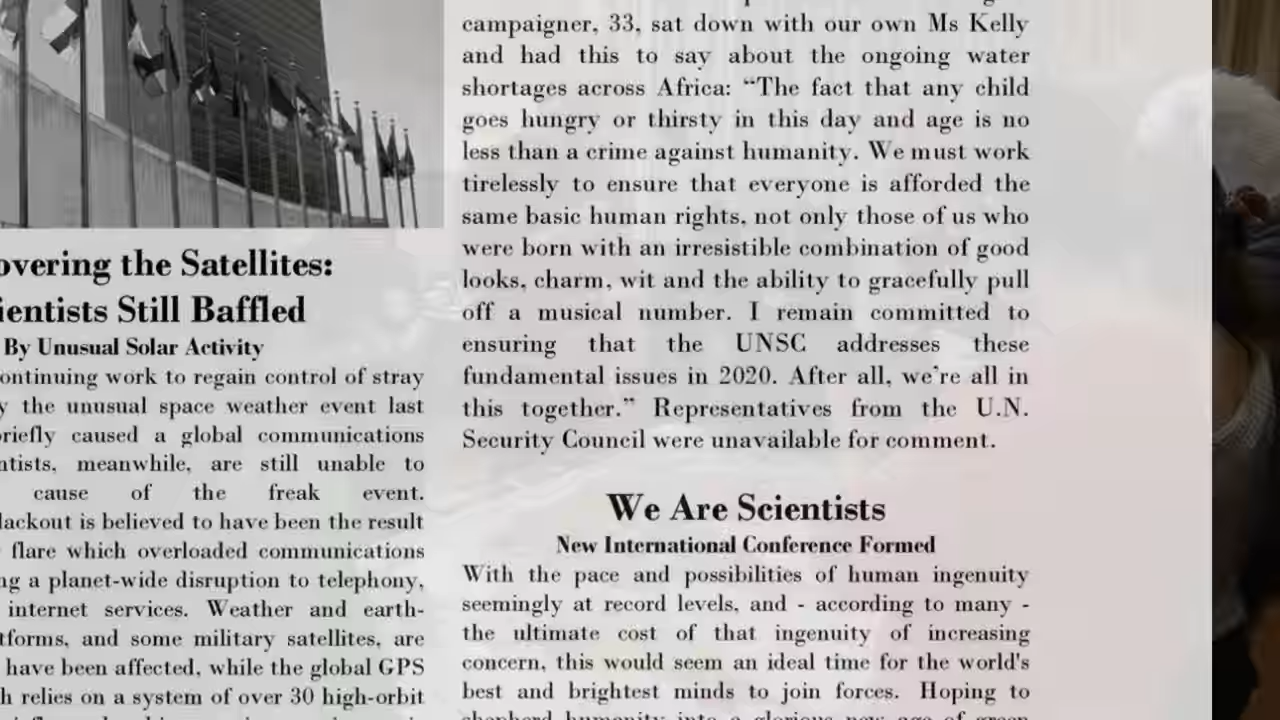 overing the Satellites:
ientists Still Baffled
By Unusual Solar Activity
ontinuing work to regain control of stray
y the unusual space weather event last
riefly caused a global communications
ntists, meanwhile, are still unable to
cause of the freak event.
lackout is believed to have been the result
flare which overloaded communications
ng a planet-wide disruption to telephony,
internet services. Weather and earth-
tforms, and some military satellites, are
have been affected, while the global GPS
h relies on a system of over 30 high-orbit
campaigner, 33, sat down with our own Ms Kelly
and had this to say about the ongoing water
shortages across Africa: “The fact that any child
goes hungry or thirsty in this day and age is no
less than a crime against humanity. We must work
tirelessly to ensure that everyone is afforded the
same basic human rights, not only those of us who
were born with an irresistible combination of good
looks, charm, wit and the ability to gracefully pull
off a musical number. I remain committed to
ensuring that the UNSC addresses these
fundamental issues in 2020. After all, we’re all in
this together.” Representatives from the U.N.
Security Council were unavailable for comment.
We Are Scientists
New International Conference Formed
With the pace and possibilities of human ingenuity
seemingly at record levels, and - according to many -
the ultimate cost of that ingenuity of increasing
concern, this would seem an ideal time for the world's
best and brightest minds to join forces. Hoping to
shepherd humanity into a glorious new age of green